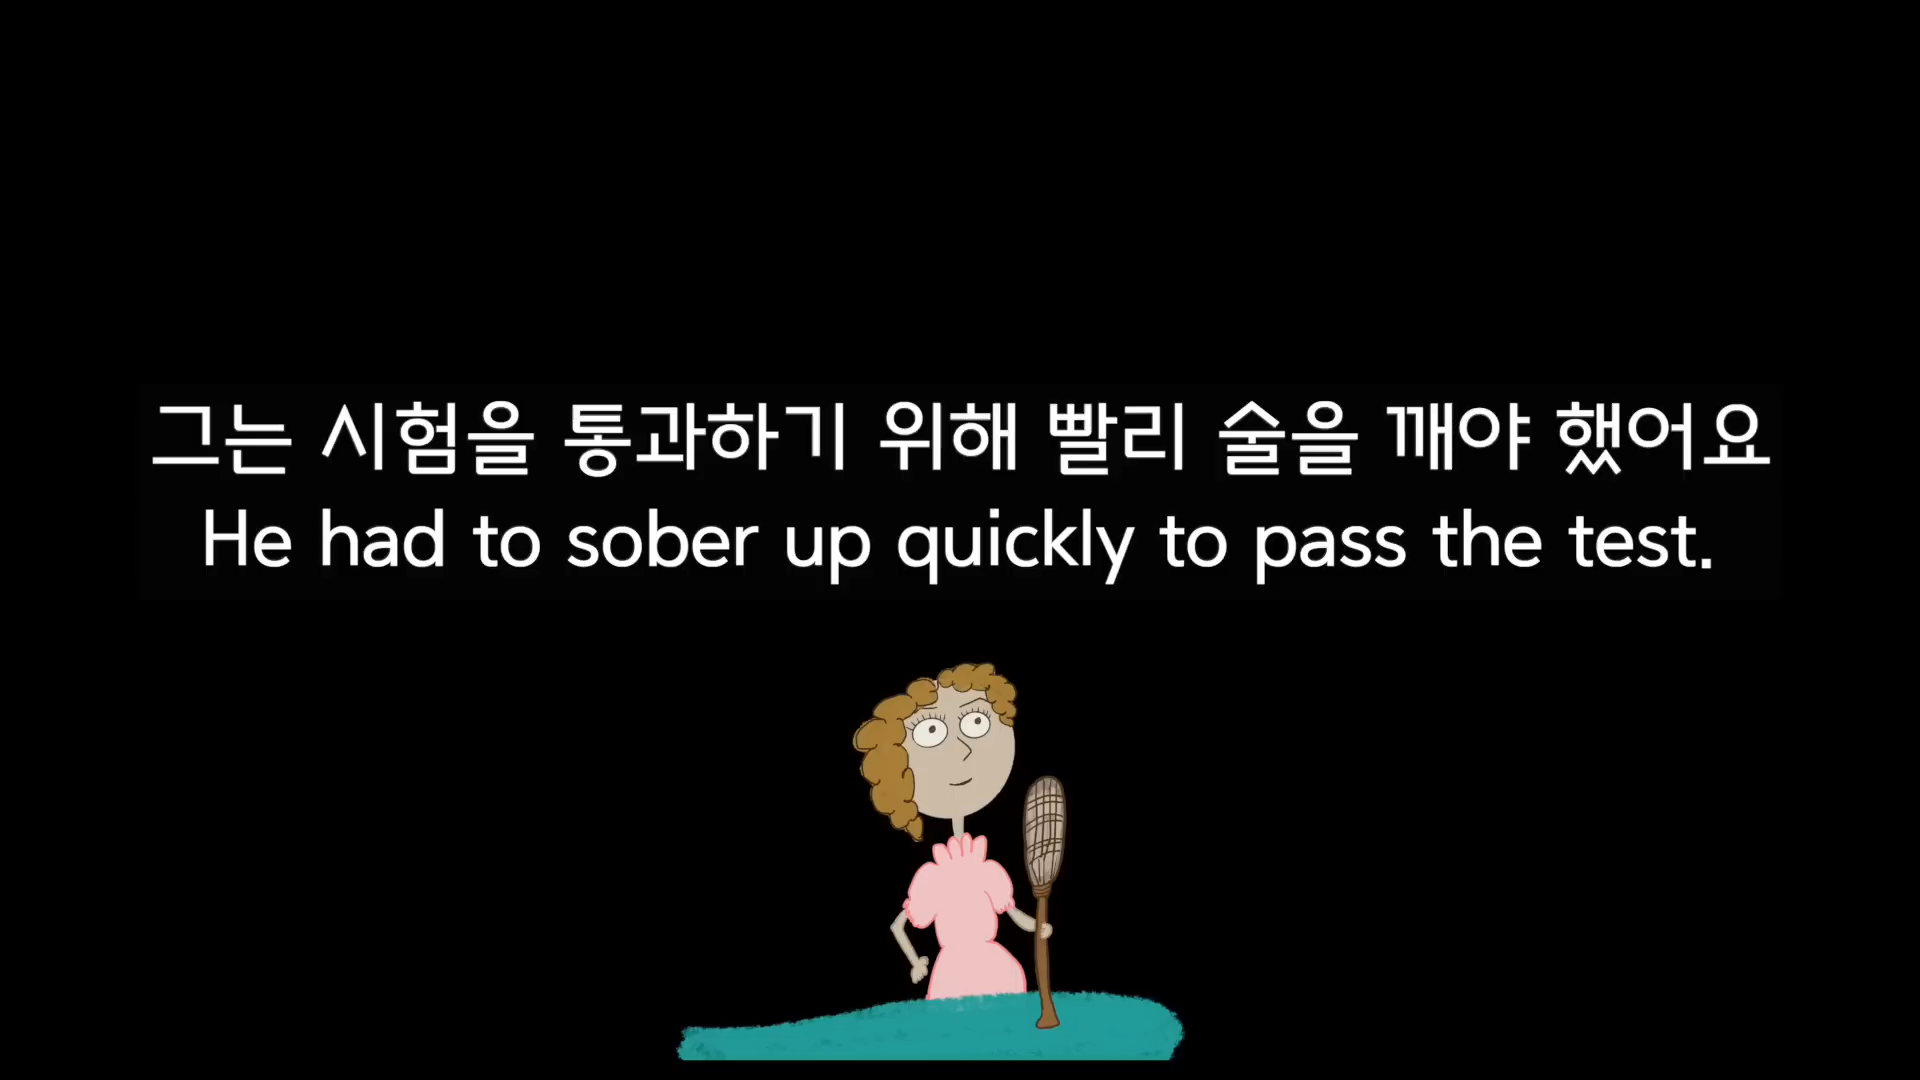 그는 시험을 통과하기 위해 빨리 술을 깨야 했어요
He had to sober up quickly to pass the test.